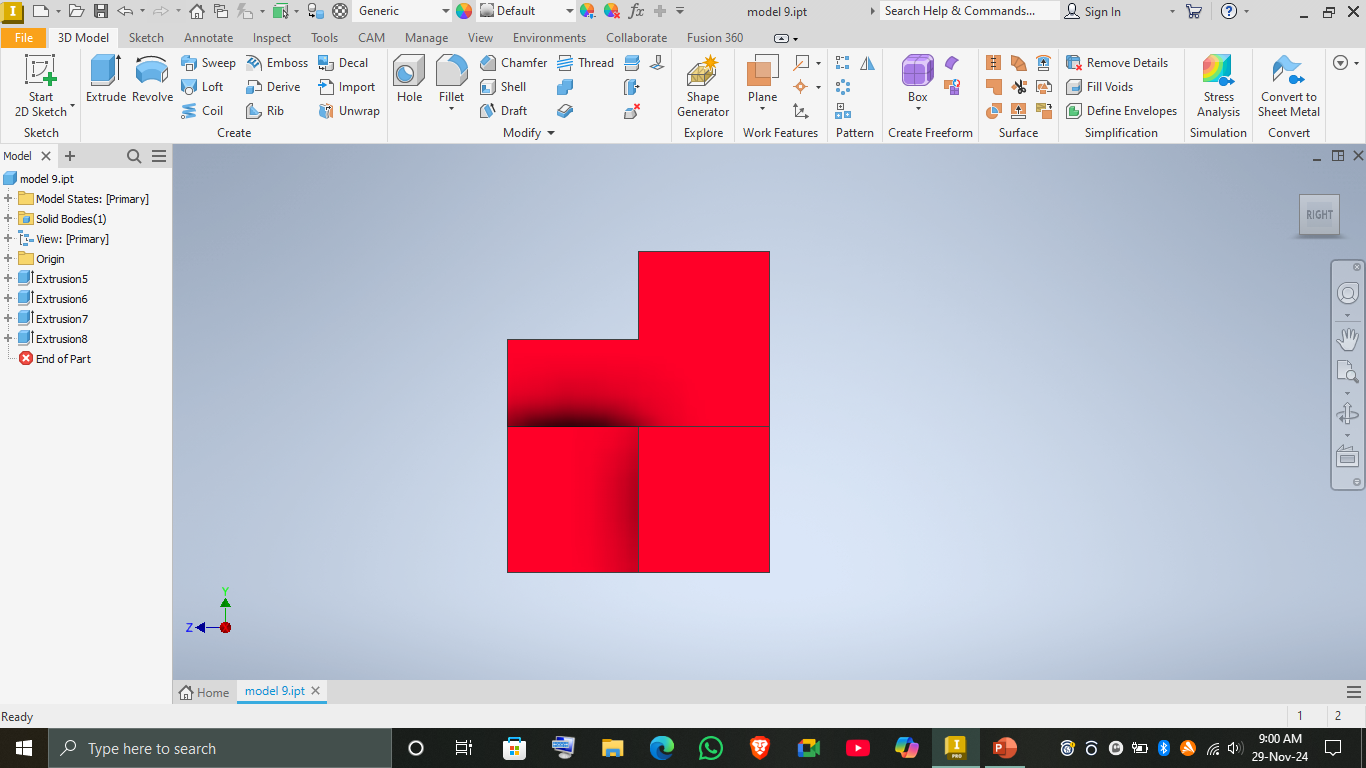 I
Generic
Default
fx
model 9.ipt
Search Help & Commands...
Sign In
File
3D Model
Sketch
Annotate
Inspect
Tools
CAM
Manage
View
Environments
Collaborate
Fusion 360
Start
2D Sketch
Extrude
Revolve
Sweep
Emboss
Decal
Loft
Derive
Import
Coil
Rib
Unwrap
Hole
Fillet
Chamfer
Thread
Shell
Draft
Shape
Generator
Plane
Box
Remove Details
Fill Voids
Define Envelopes
Stress
Analysis
Convert to
Sheet Metal
Sketch
Create
Modify
Explore
Work Features
Pattern
Create Freeform
Surface
Simplification
Simulation
Convert
Model
model 9.ipt
Model States: [Primary]
Solid Bodies(1)
View: [Primary]
Origin
Extrusion5
Extrusion6
Extrusion7
Extrusion8
End of Part
RIGHT
Y
Z
Home
model 9.ipt
Ready
1
2
Type here to search
I
PRO
P
9:00 AM
29-Nov-24